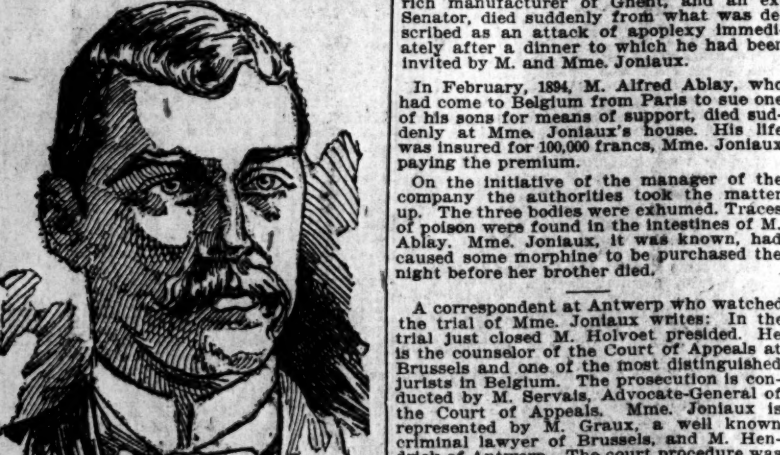 rich manufacturer of Ghent, and an ex-
Senator, died suddenly from what was de-
scribed as an attack of apoplexy immedi-
ately after a dinner to which he had been
invited by M. and Mme. Joniaux.
In February, 1894, M. Alfred Ablay, who
had come to Belgium from Paris to sue one
of his sons for means of support, died sud-
denly at Mme. Joniaux's house. His life
was insured for 100,000 francs, Mme. Joniaux
paying the premium.
On the initiative of the manager of the
company the authorities took the matter
up. The three bodies were exhumed. Traces
of poison were found in the intestines of M.
Ablay. Mme. Joniaux, it was known, had
caused some morphine to be purchased the
night before her brother died.
A correspondent at Antwerp who watched
the trial of Mme. Joniaux writes: In the
trial just closed M. Holvoet presided. He
is the counselor of the Court of Appeals at
Brussels and one of the most distinguished
jurists in Belgium. The prosecution is con-
ducted by M. Servais, Advocate-General of
the Court of Appeals. Mme. Joniaux is
represented by M. Graux, a well known
criminal lawyer of Brussels, and M. Hen-
drick of Antwerp. The court procedure was